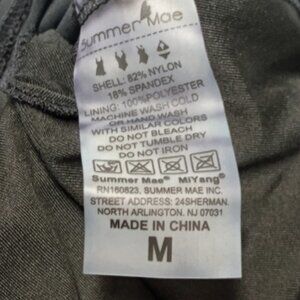 Summer Mae
SHELL: 82% NYLON
18% SPANDEX
LINING: 100%POLYESTER
MACHINE WASH COLD
OR HAND WASH
WITH SIMILAR COLORS
DO NOT BLEACH
DO NOT TUMBLE DRY
DO NOT IRON
Summer Mae® MiYang®
RN160823. SUMMER MAE INC.
STREET ADDRESS: 24SHERMAN.
NORTH ARLINGTON. NJ 07031
MADE IN CHINA
M